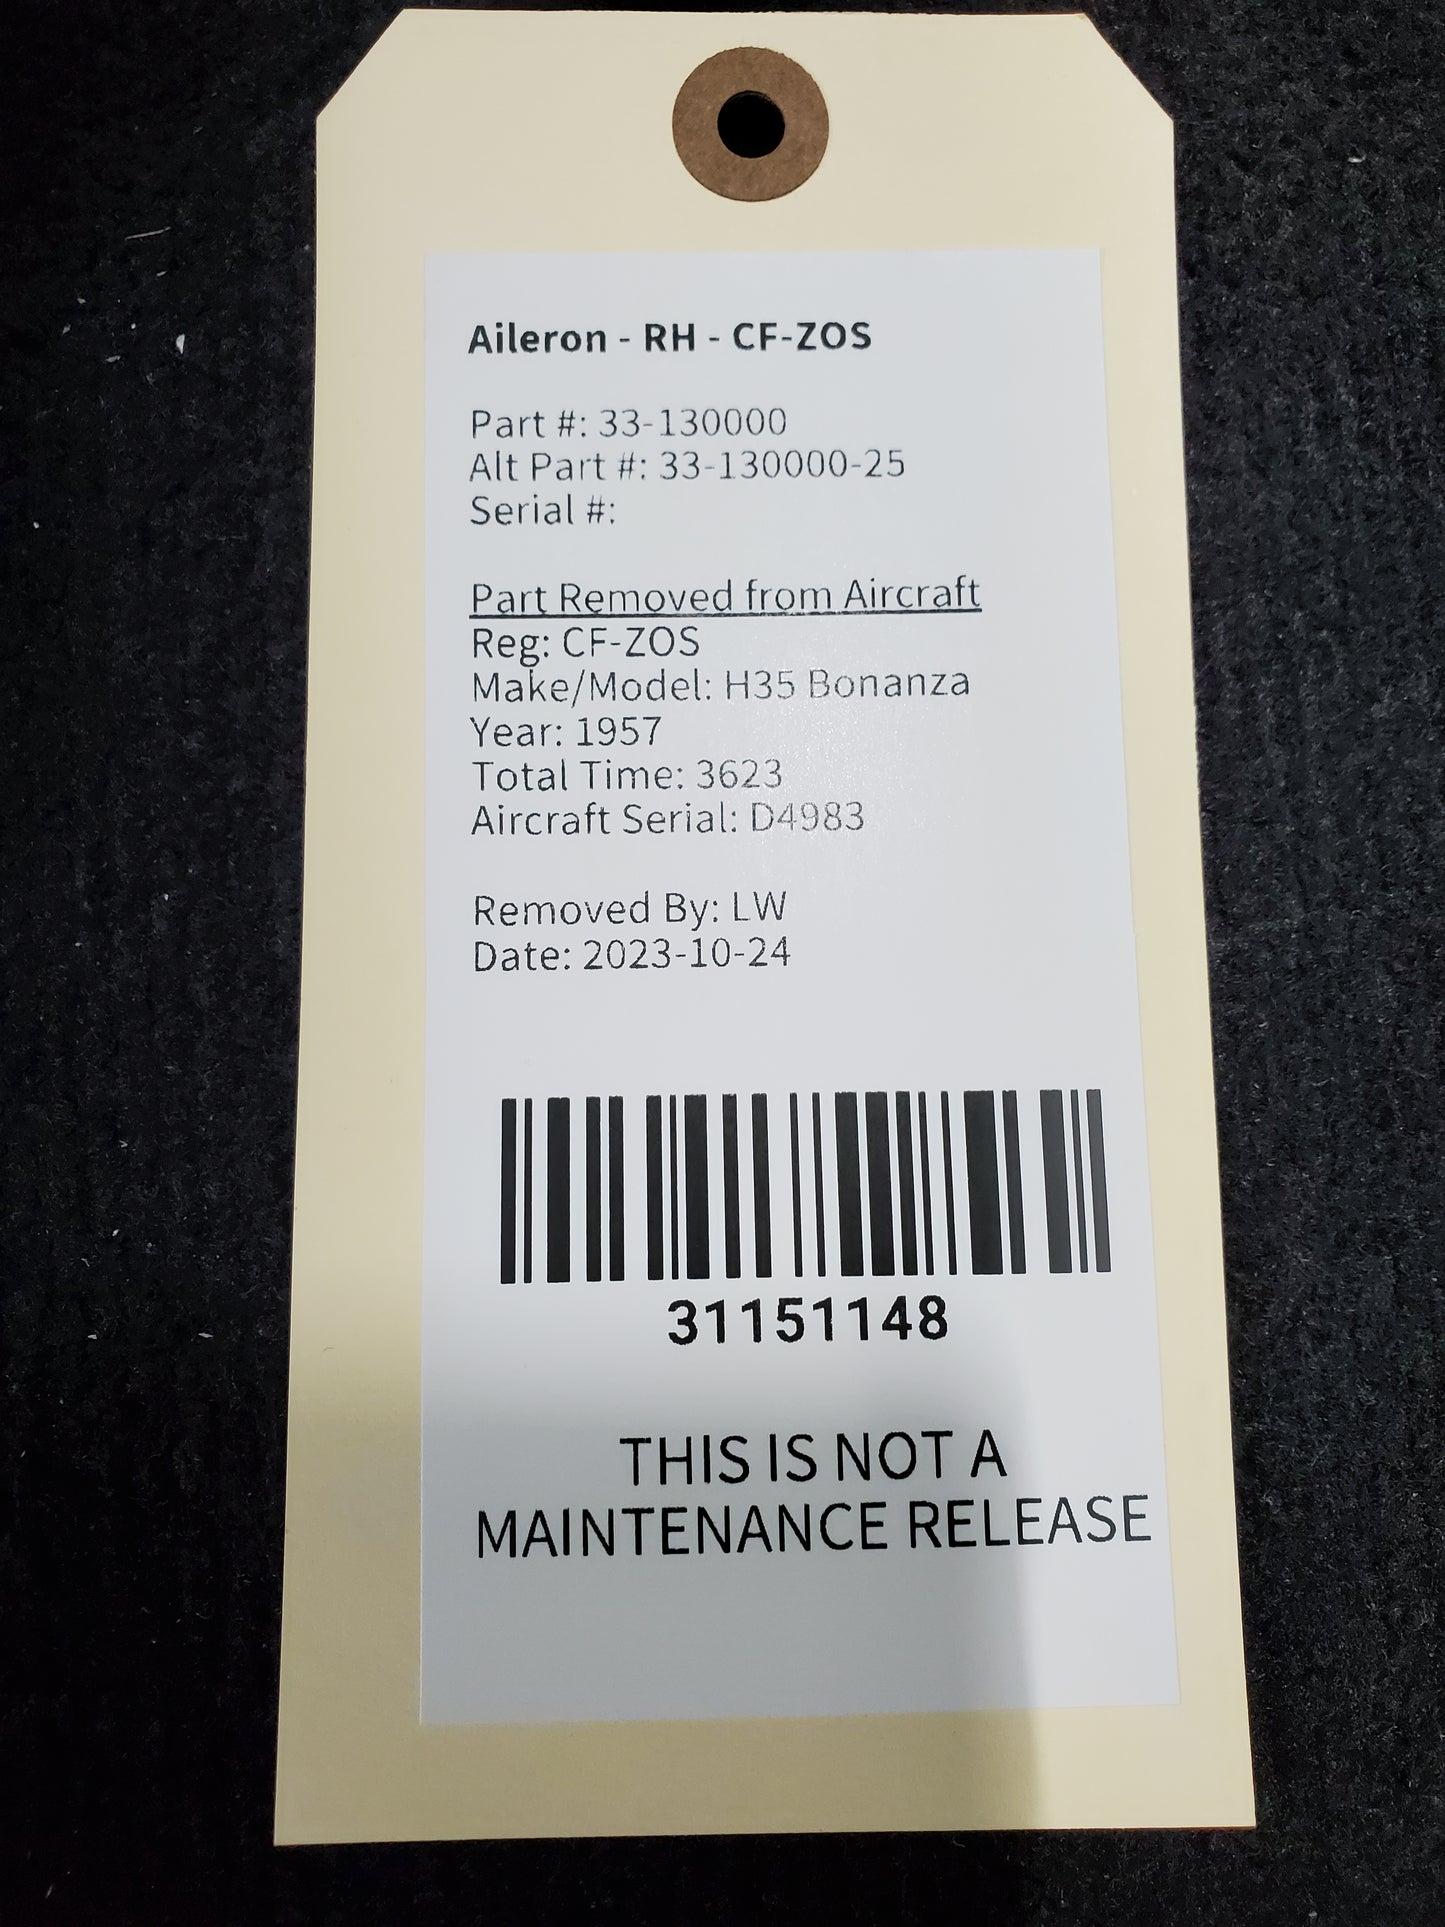 Aileron - RH - CF-ZOS
Part #: 33-130000
Alt Part #: 33-130000-25
Serial #:
Part Removed from Aircraft
Reg: CF-ZOS
Make/Model: H35 Bonanza
Year: 1957
Total Time: 3623
Aircraft Serial: D4983
Removed By: LW
Date: 2023-10-24
31151148
THIS IS NOT A
MAINTENANCE RELEASE